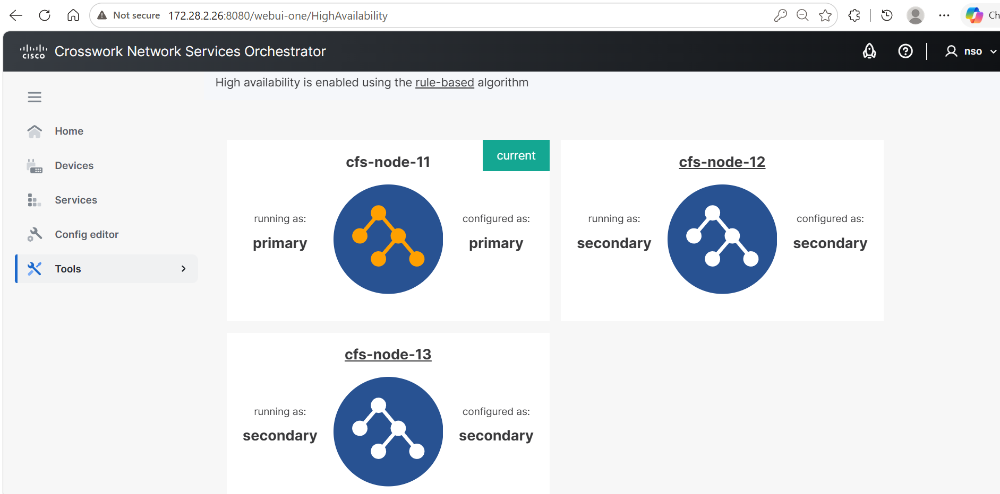 Not secure 172.28.2.26:8080/webui-one/HighAvailability
Ch
cisco Crosswork Network Services Orchestrator
nso
High availability is enabled using the rule-based algorithm
Home
Devices
Services
Config editor
Tools
cfs-node-11
current
running as:
primary
configured as:
primary
cfs-node-12
running as:
secondary
configured as:
secondary
cfs-node-13
running as:
secondary
configured as:
secondary